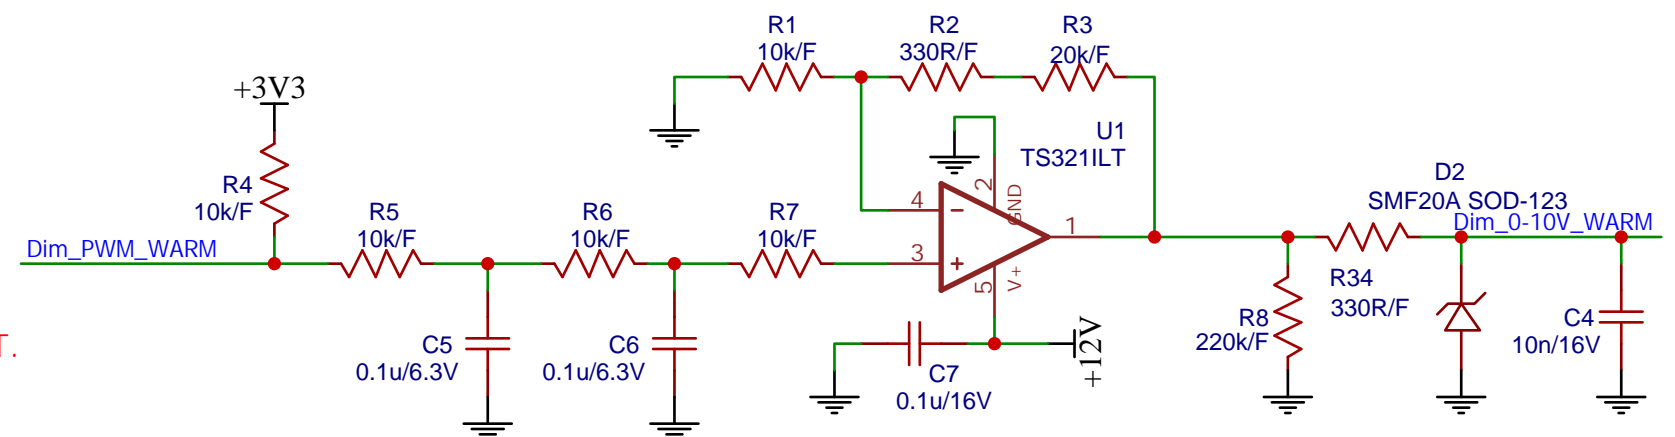 R1
10k/F
R2
330R/F
R3
20k/F
+3V3
U1
TS321ILT
R4
10k/F
2
GND
D2
SMF20A SOD-123
R5
10k/F
R6
10k/F
R7
10k/F
4
-
Dim_PWM_WARM
3
+
1
Dim_0-10V_WARM
5
V+
R34
330R/F
R8
220k/F
C4
10n/16V
T.
C5
0.1u/6.3V
C6
0.1u/6.3V
C7
0.1u/16V
+12V